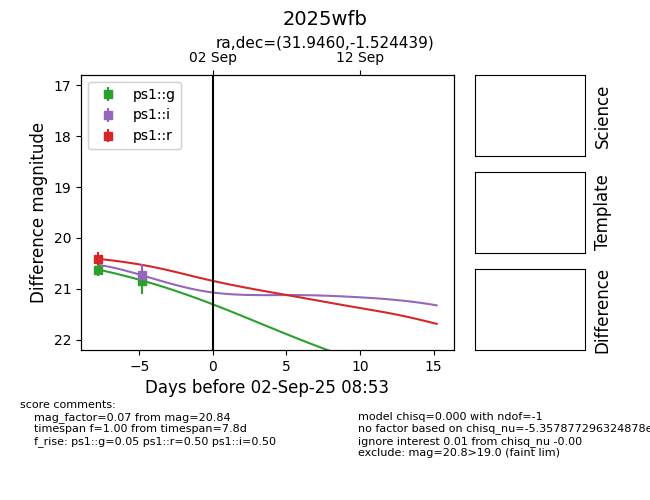 2025wfb
ra,dec=(31.9460,-1.524439)
02 Sep
12 Sep
17
18
19
20
21
22
Difference magnitude
ps1::g
ps1::i
ps1::r
−5
0
5
10
15
Days before 02-Sep-25 08:53
Science
Template
Difference
score comments:
mag_factor=0.07 from mag=20.84
timespan f=1.00 from timespan=7.8d
f_rise: ps1::g=0.05 ps1::r=0.50 ps1::i=0.50
model chisq=0.000 with ndof=-1
no factor based on chisq_nu=-5.357877296324878e
ignore interest 0.01 from chisq_nu -0.00
exclude: mag=20.8>19.0 (faint lim)